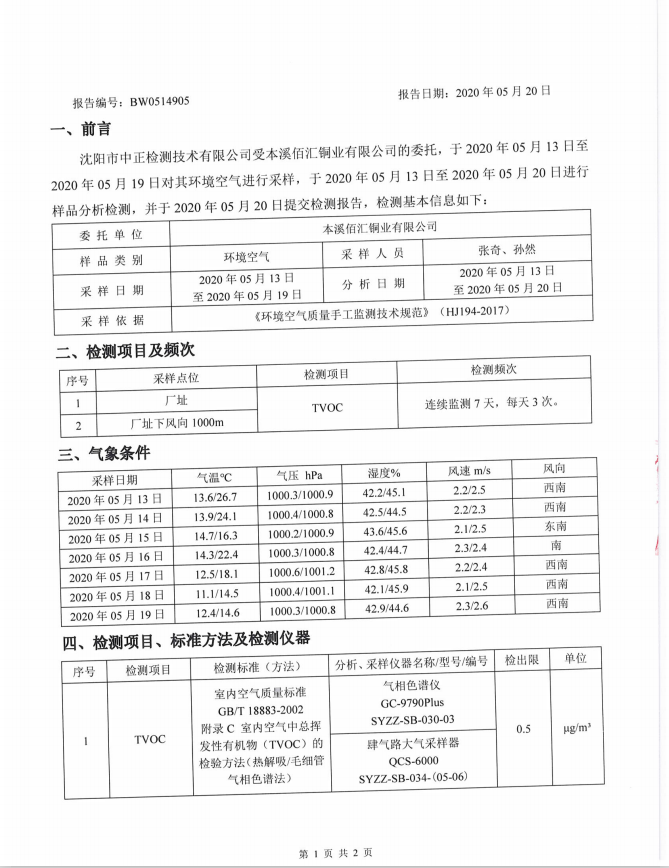 报告编号：BW0514905
报告日期：2020 年 05 月 20 日
一、前言
沈阳市中正检测技术有限公司受本溪佰汇铜业有限公司的委托，于 2020 年 05 月 13 日至
2020 年 05 月 19 日对其环境空气进行采样，于 2020 年 05 月 13 日至 2020 年 05 月 20 日进行
样品分析检测，并于 2020 年 05 月 20 日提交检测报告，检测基本信息如下：
委托单位 本溪佰汇铜业有限公司
样品类别 环境空气 采样人员 张奇、孙然
采样日期 2020 年 05 月 13 日 分析日期 2020 年 05 月 13 日
至 2020 年 05 月 19 日 至 2020 年 05 月 20 日
采样依据 《环境空气质量手工监测技术规范》（HJ194-2017）
二、检测项目及频次
序号 采样点位 检测项目 检测频次
1 厂址 TVOC 连续监测 7 天，每天 3 次。
2 厂址下风向 1000m
三、气象条件
采样日期 气温℃ 气压 hPa 湿度% 风速 m/s 风向
2020 年 05 月 13 日 13.6/26.7 1000.3/1000.9 42.2/45.1 2.2/2.5 西南
2020 年 05 月 14 日 13.9/24.1 1000.4/1000.8 42.5/44.5 2.2/2.3 西南
2020 年 05 月 15 日 14.7/16.3 1000.2/1000.9 43.6/45.6 2.1/2.5 东南
2020 年 05 月 16 日 14.3/22.4 1000.3/1000.8 42.4/44.7 2.3/2.4 南
2020 年 05 月 17 日 12.5/18.1 1000.6/1001.2 42.8/45.8 2.2/2.4 西南
2020 年 05 月 18 日 11.1/14.5 1000.4/1001.1 42.1/45.9 2.1/2.5 西南
2020 年 05 月 19 日 12.4/14.6 1000.3/1000.8 42.9/44.6 2.3/2.6 西南
四、检测项目、标准方法及检测仪器
序号 检测项目 检测标准（方法） 分析、采样仪器名称/型号/编号 检出限 单位
1 TVOC 室内空气质量标准
GB/T 18883-2002
附录 C 室内空气中总挥
发性有机物（TVOC）的
检验方法（热解吸/毛细管
气相色谱法）
气相色谱仪
GC-9790Plus
SYZZ-SB-030-03
肆气路大气采样器
QCS-6000
SYZZ-SB-034-(05-06)
0.5 μg/m³
第 1 页 共 2 页